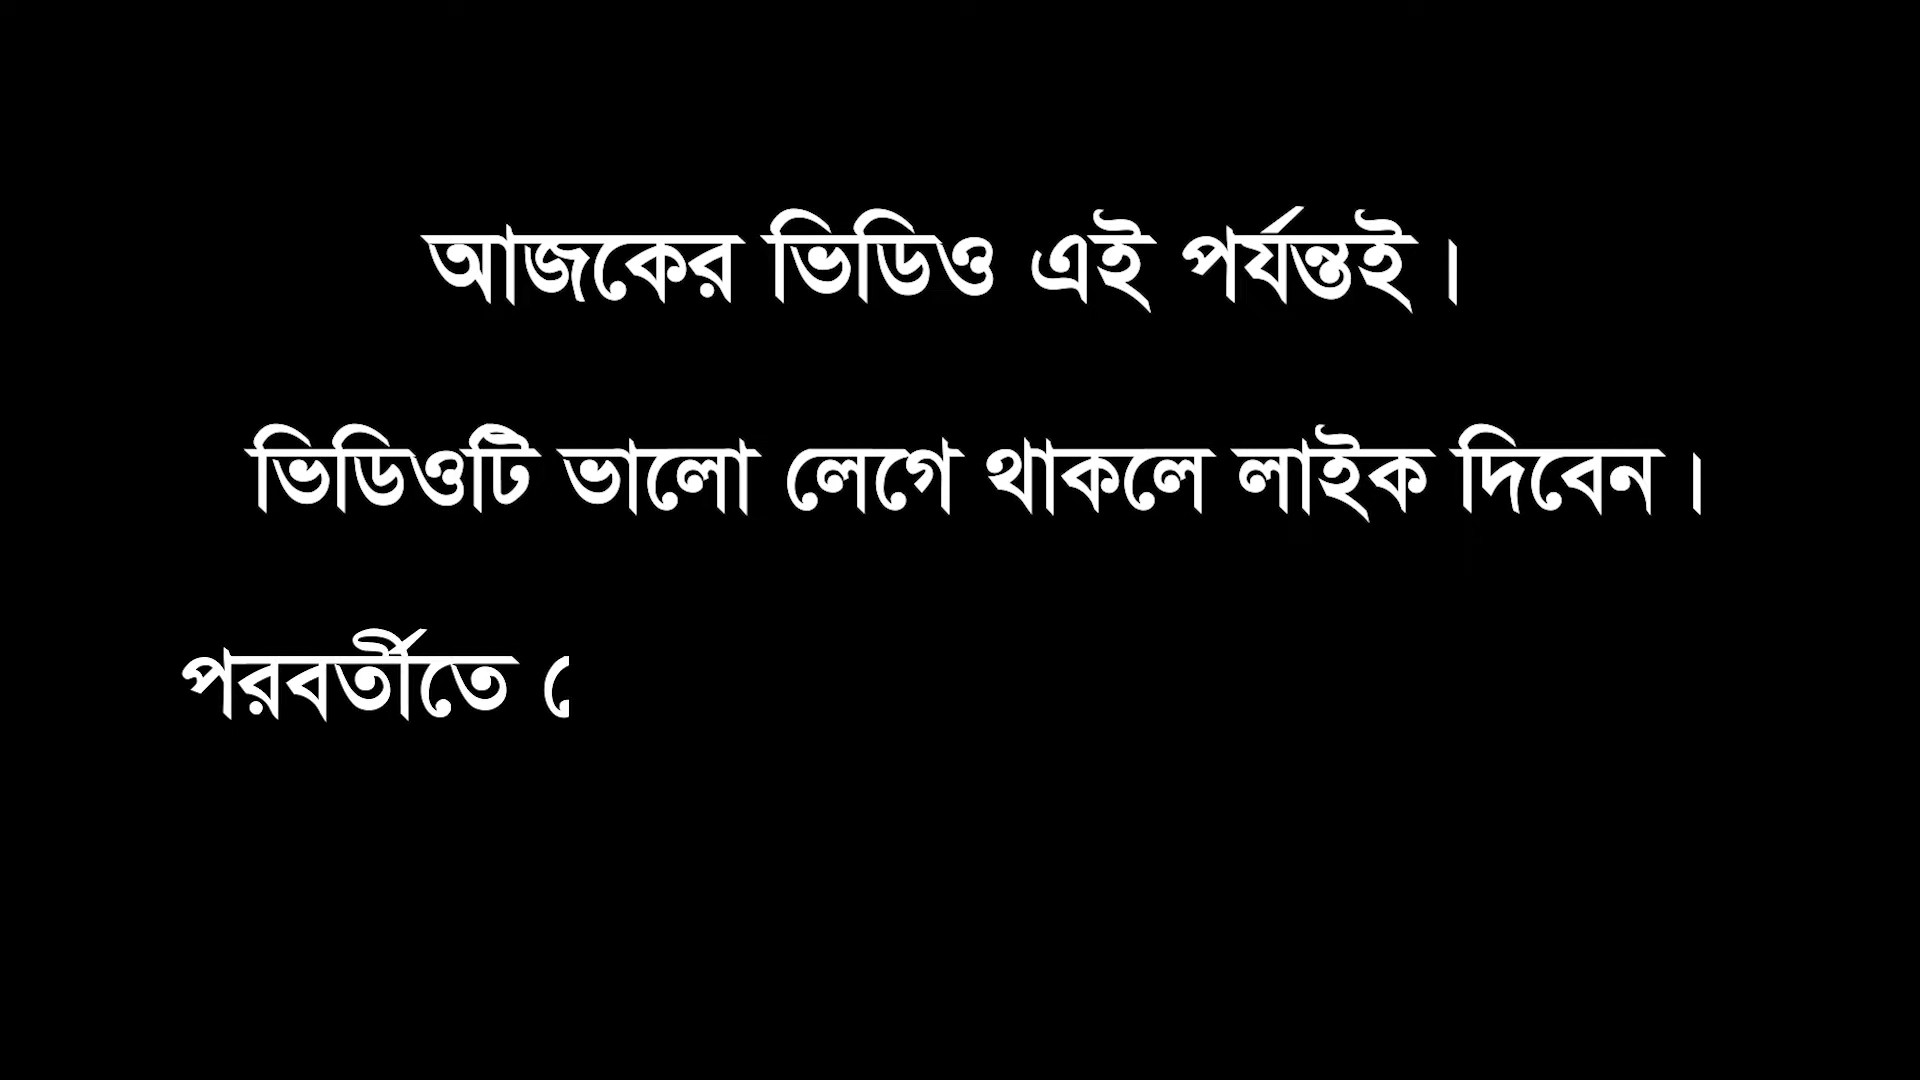 আজকের ভিডিও এই পর্যন্তই।
ভিডিওটি ভালো লেগে থাকলে লাইক দিবেন।
পরবর্তীতে